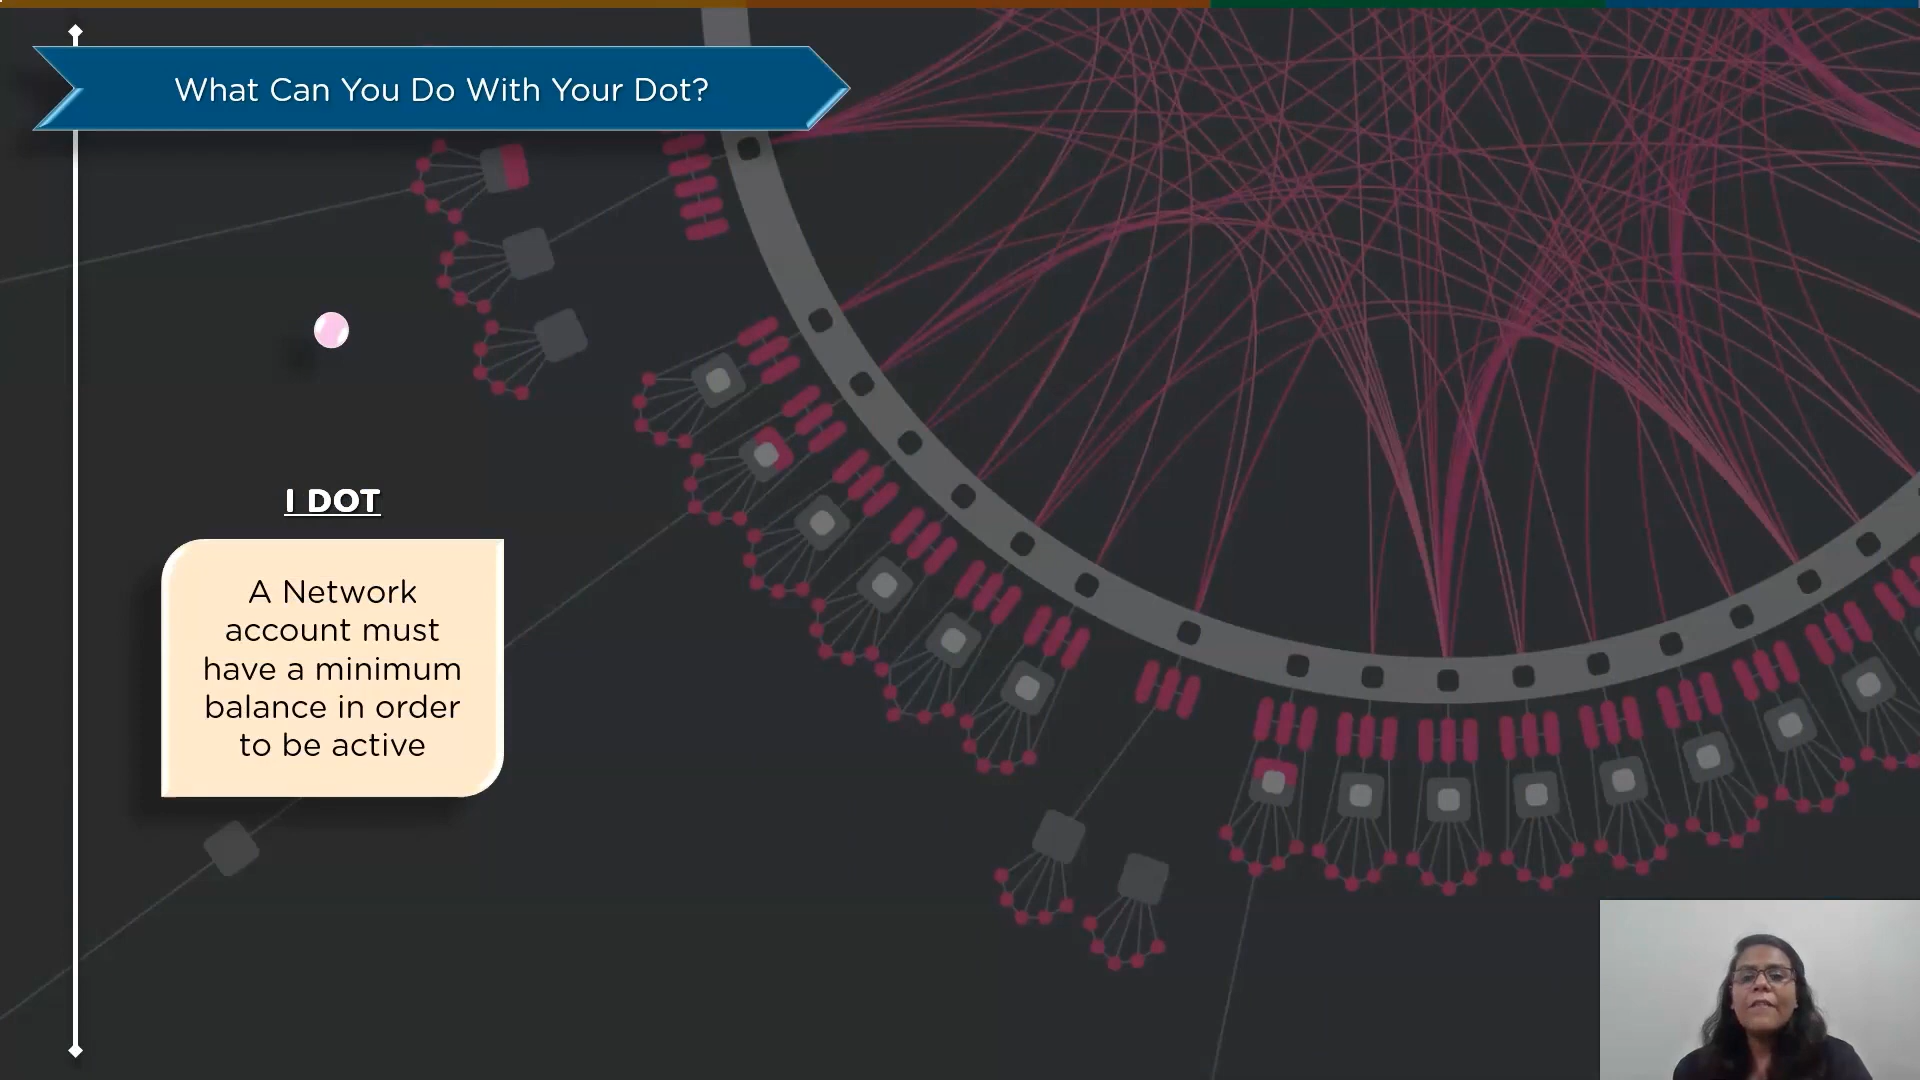 What Can You Do With Your Dot?
I DOT
A Network
account must
have a minimum
balance in order
to be active